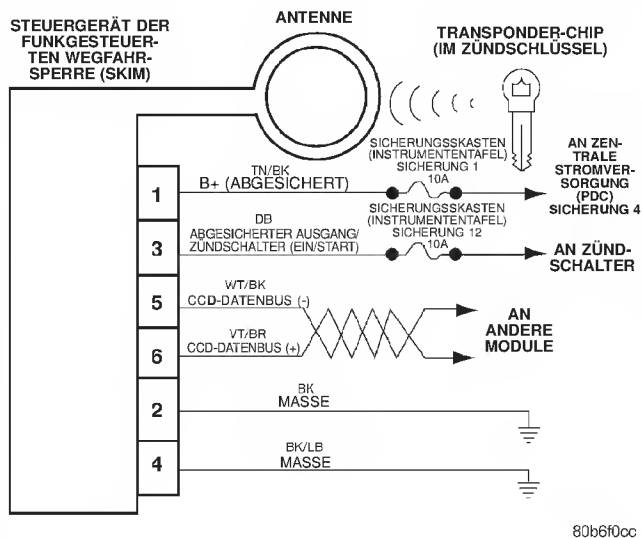 STEUERGERÄT DER
FUNKGESTEUER-
TEN WEGFAHR-
SPERRE (SKIM)
ANTENNE
TRANSPONDER-CHIP
(IM ZÜNDSCHLÜSSEL)
SICHERUNGSSKASTEN
(INSTRUMENTENTAFEL)
SICHERUNG 1
10A
AN ZEN-
TRALE
STROMVER-
SORGUNG
(PDC)
SICHERUNG 4
1
TN/BK
B+ (ABGESICHERT)
SICHERUNGSSKASTEN
(INSTRUMENTENTAFEL)
SICHERUNG 12
10A
3
DB
ABGESICHERTER AUSGANG/
ZÜNDSCHALTER (EIN/START)
AN ZÜND-
SCHALTER
5
WT/BK
CCD-DATENBUS (-)
6
VT/BR
CCD-DATENBUS (+)
AN
ANDERE
MODULE
2
BK
MASSE
4
BK/LB
MASSE
80b6f0cc